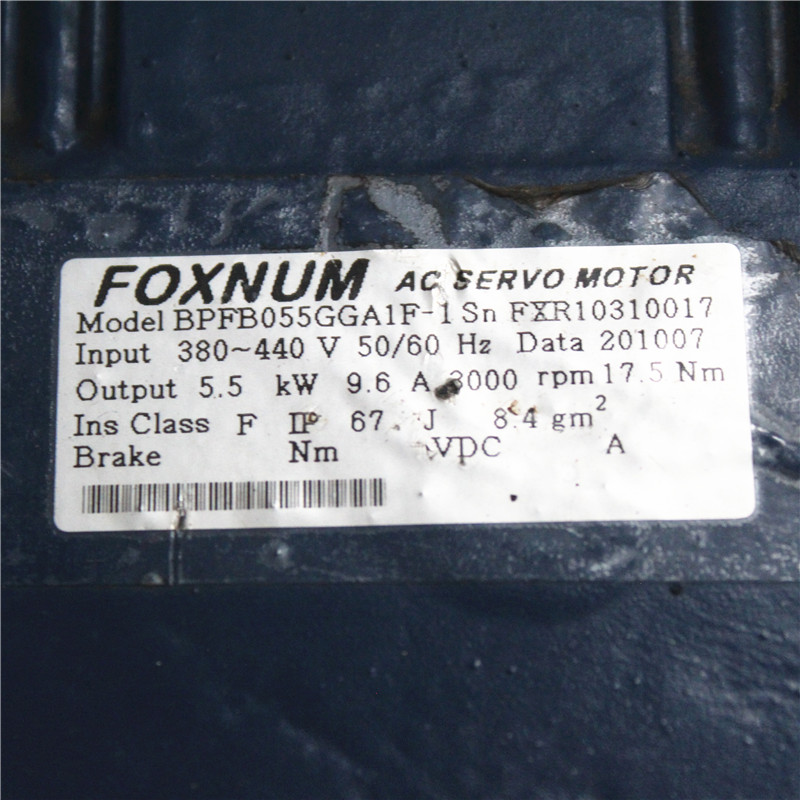 FOXNUM AC SERVO MOTOR
Model BPFB055GGA1F-1 Sn FXR10310017
Input 380~440 V 50/60 Hz Data 201007
Output 5.5 kW 9.6 A 3000 rpm 17.5 Nm
Ins Class F IP 67 J 8.4 gm²
Brake Nm VDC A